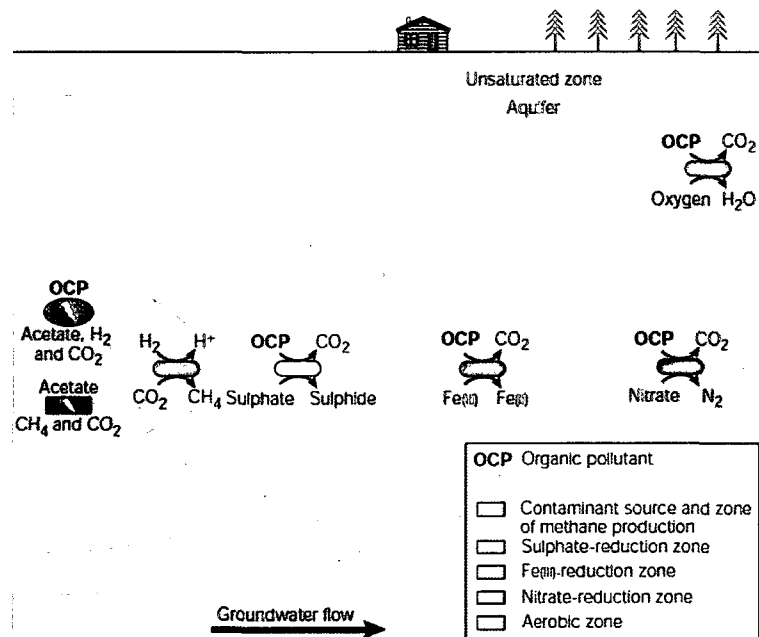 Unsaturated zone
Aquifer
OCP CO₂
Oxygen H₂O
OCP
Acetate, H₂
and CO₂
Acetate
CH₄ and CO₂
H₂ H⁺
CO₂ CH₄
OCP CO₂
Sulphate Sulphide
OCP CO₂
Fe(III) Fe(II)
OCP CO₂
Nitrate N₂
OCP Organic pollutant
Contaminant source and zone
of methane production
Sulphate-reduction zone
Fe(III)-reduction zone
Nitrate-reduction zone
Aerobic zone
Groundwater flow